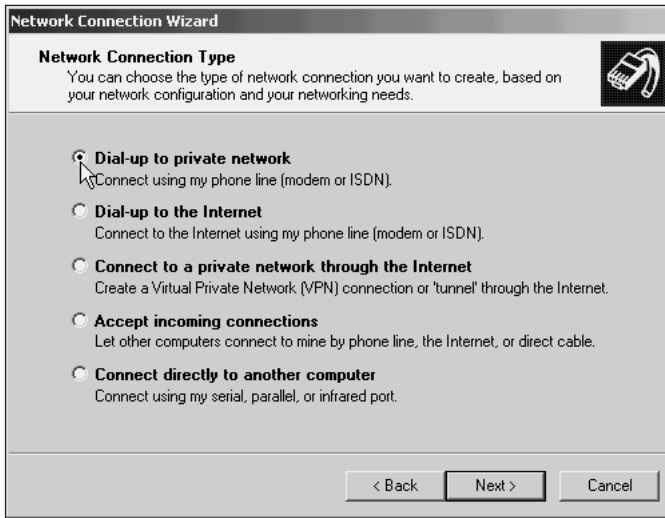 Network Connection Wizard
Network Connection Type
You can choose the type of network connection you want to create, based on
your network configuration and your networking needs.
Dial-up to private network
Connect using my phone line (modem or ISDN).
Dial-up to the Internet
Connect to the Internet using my phone line (modem or ISDN).
Connect to a private network through the Internet
Create a Virtual Private Network (VPN) connection or 'tunnel' through the Internet.
Accept incoming connections
Let other computers connect to mine by phone line, the Internet, or direct cable.
Connect directly to another computer
Connect using my serial, parallel, or infrared port.
< Back Next > Cancel